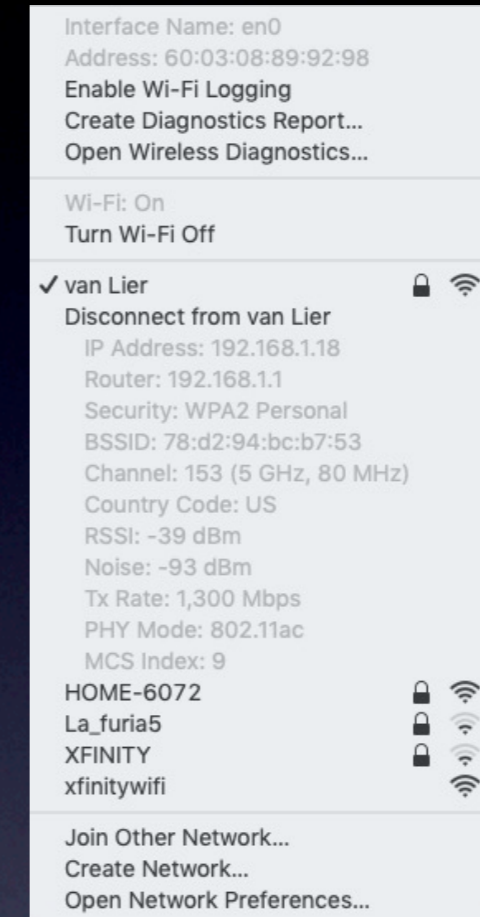 Interface Name: en0
Address: 60:03:08:89:92:98
Enable Wi-Fi Logging
Create Diagnostics Report...
Open Wireless Diagnostics...
Wi-Fi: On
Turn Wi-Fi Off
✓ van Lier
Disconnect from van Lier
IP Address: 192.168.1.18
Router: 192.168.1.1
Security: WPA2 Personal
BSSID: 78:d2:94:bc:b7:53
Channel: 153 (5 GHz, 80 MHz)
Country Code: US
RSSI: -39 dBm
Noise: -93 dBm
Tx Rate: 1,300 Mbps
PHY Mode: 802.11ac
MCS Index: 9
HOME-6072
La_furia5
XFINITY
xfinitywifi
Join Other Network...
Create Network...
Open Network Preferences...